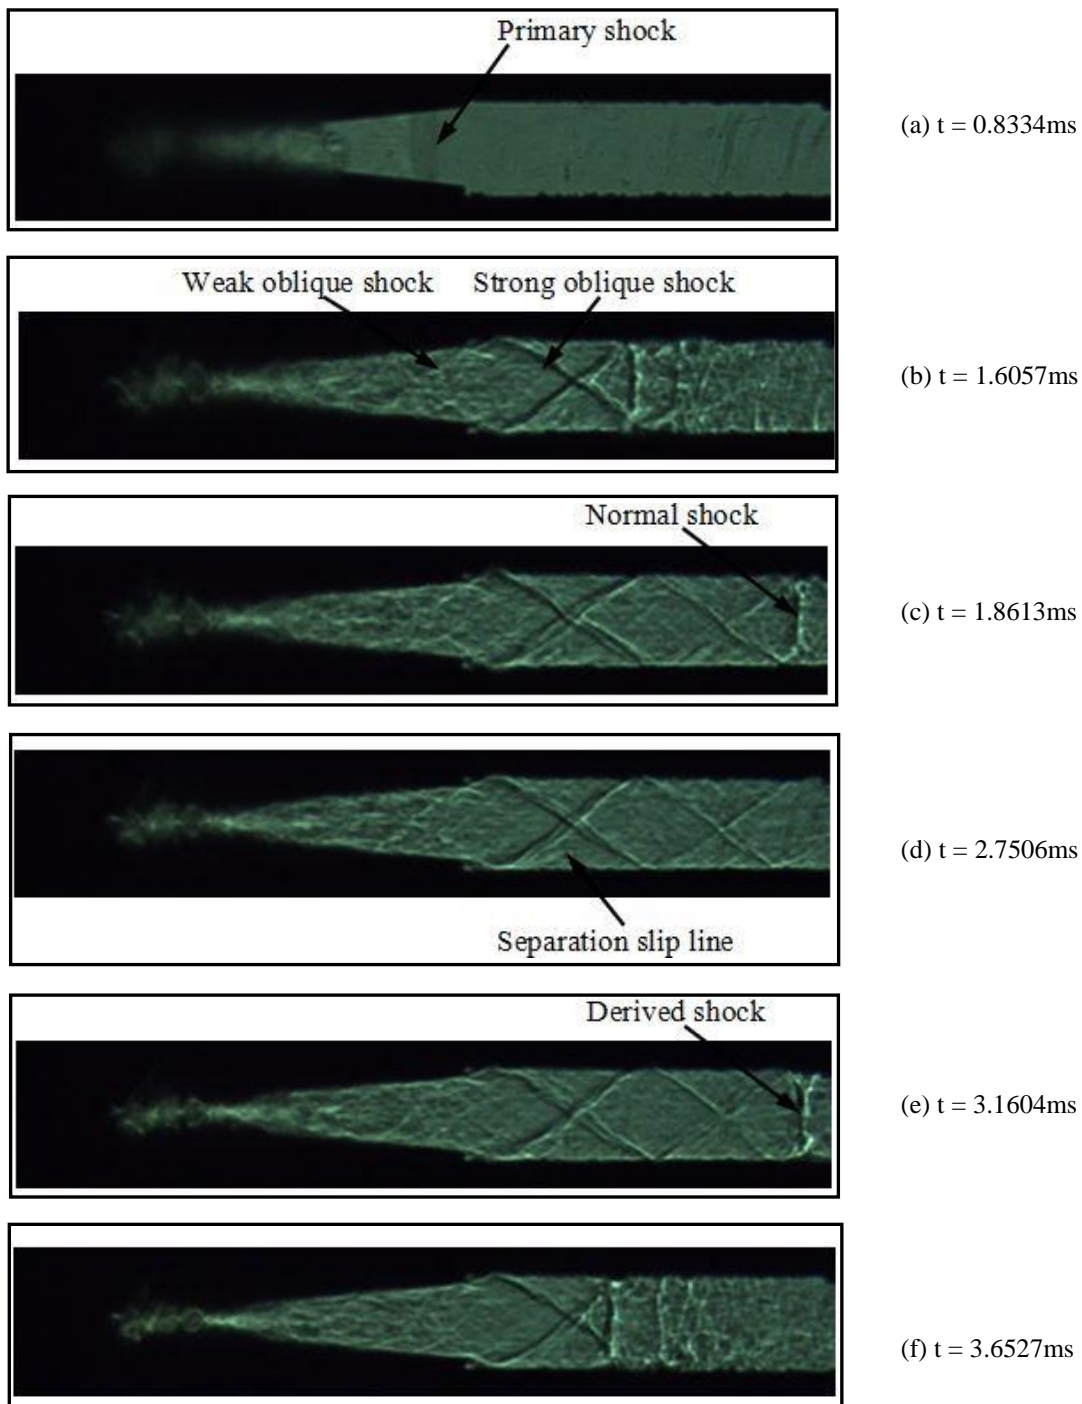 Primary shock
(a) t = 0.8334ms
Weak oblique shock Strong oblique shock
(b) t = 1.6057ms
Normal shock
(c) t = 1.8613ms
(d) t = 2.7506ms
Separation slip line
Derived shock
(e) t = 3.1604ms
(f) t = 3.6527ms